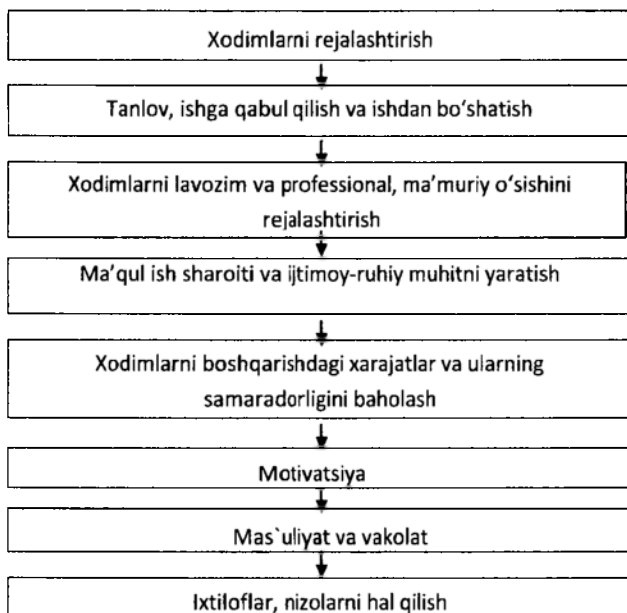 Xodimlarni rejalashtirish
Tanlov, ishga qabul qilish va ishdan bo‘shatish
Xodimlarni lavozim va professional, ma’muriy o‘sishini
rejalashtirish
Ma’qul ish sharoiti va ijtimoy-ruhiy muhitni yaratish
Xodimlarni boshqarishdagi xarajatlar va ularning
samaradorligini baholash
Motivatsiya
Mas`uliyat va vakolat
Ixtiloflar, nizolarni hal qilish